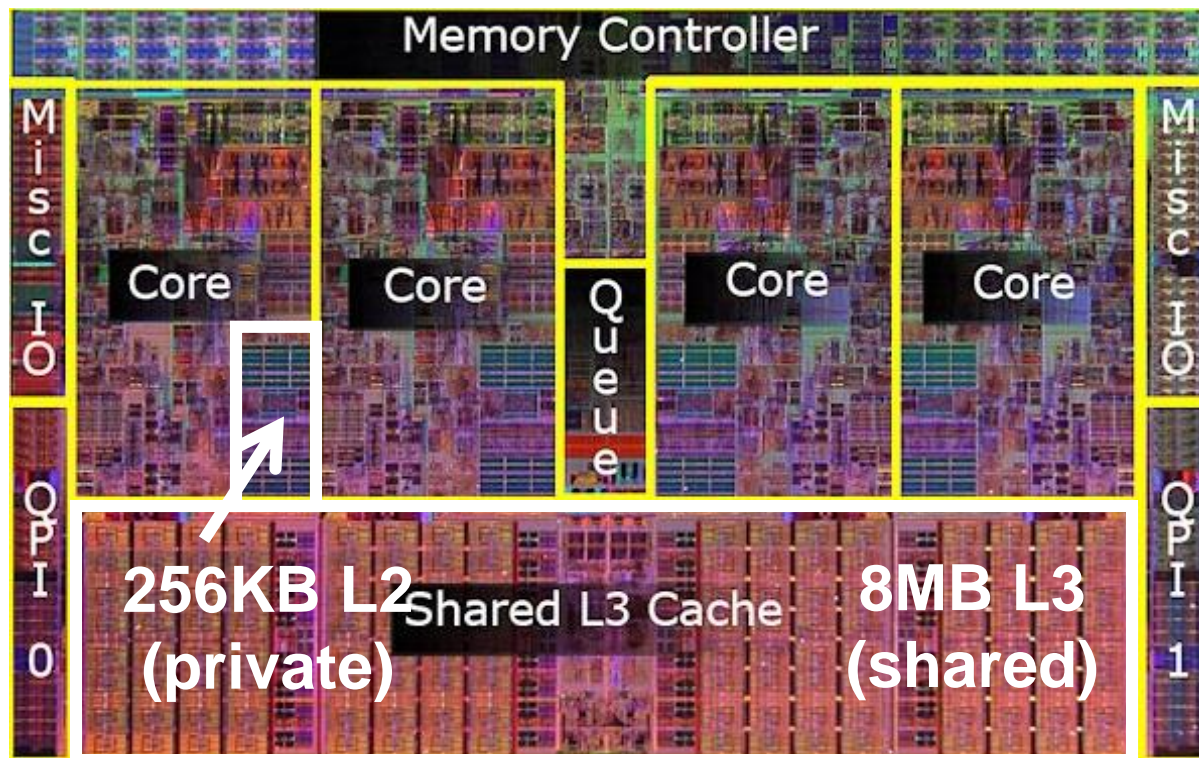 Memory Controller
Misc IO
Misc IO
Core
Core
Core
Core
Queue
QPI 0
QPI 1
256KB L2
(private)
Shared L3 Cache
8MB L3
(shared)